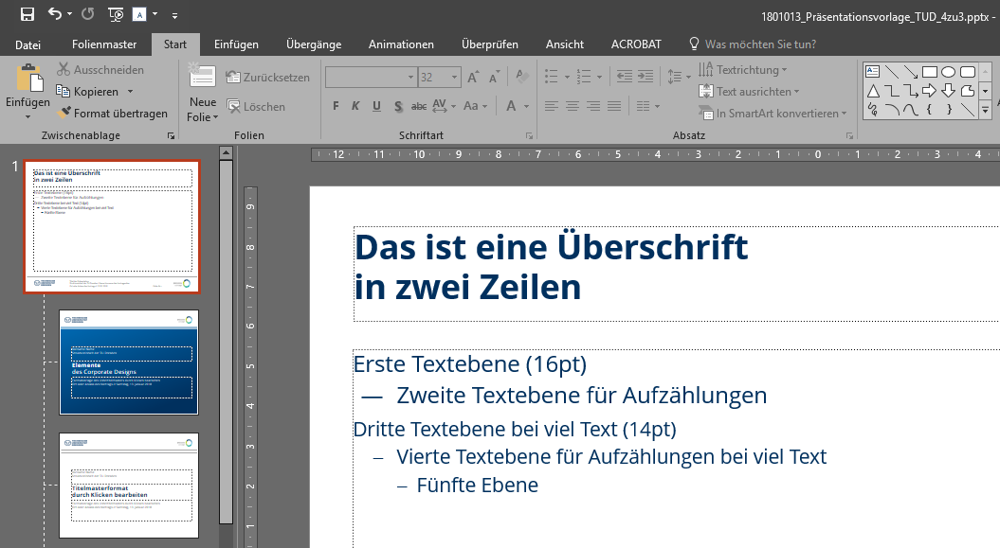 1801013_Präsentationsvorlage_TUD_4zu3.pptx -
Datei Folienmaster Start Einfügen Übergänge Animationen Überprüfen Ansicht ACROBAT Was möchten Sie tun?
Einfügen
Ausschneiden
Kopieren
Format übertragen
Zwischenablage
Neue
Folie
Zurücksetzen
Löschen
Folien
32
F K U S abc AV Aa A
Schriftart
Textrichtung
Text ausrichten
In SmartArt konvertieren
Absatz
12 11 10 9 8 7 6 5 4 3 2 1 0 1 2 3 4
9 8 7 6 5 4 3 2 1
1
Das ist eine Überschrift
in zwei Zeilen
Elemente
des Corporate Designs
Titelmasterformat
durch Klicken bearbeiten
Das ist eine Überschrift
in zwei Zeilen
Erste Textebene (16pt)
— Zweite Textebene für Aufzählungen
Dritte Textebene bei viel Text (14pt)
– Vierte Textebene für Aufzählungen bei viel Text
– Fünfte Ebene